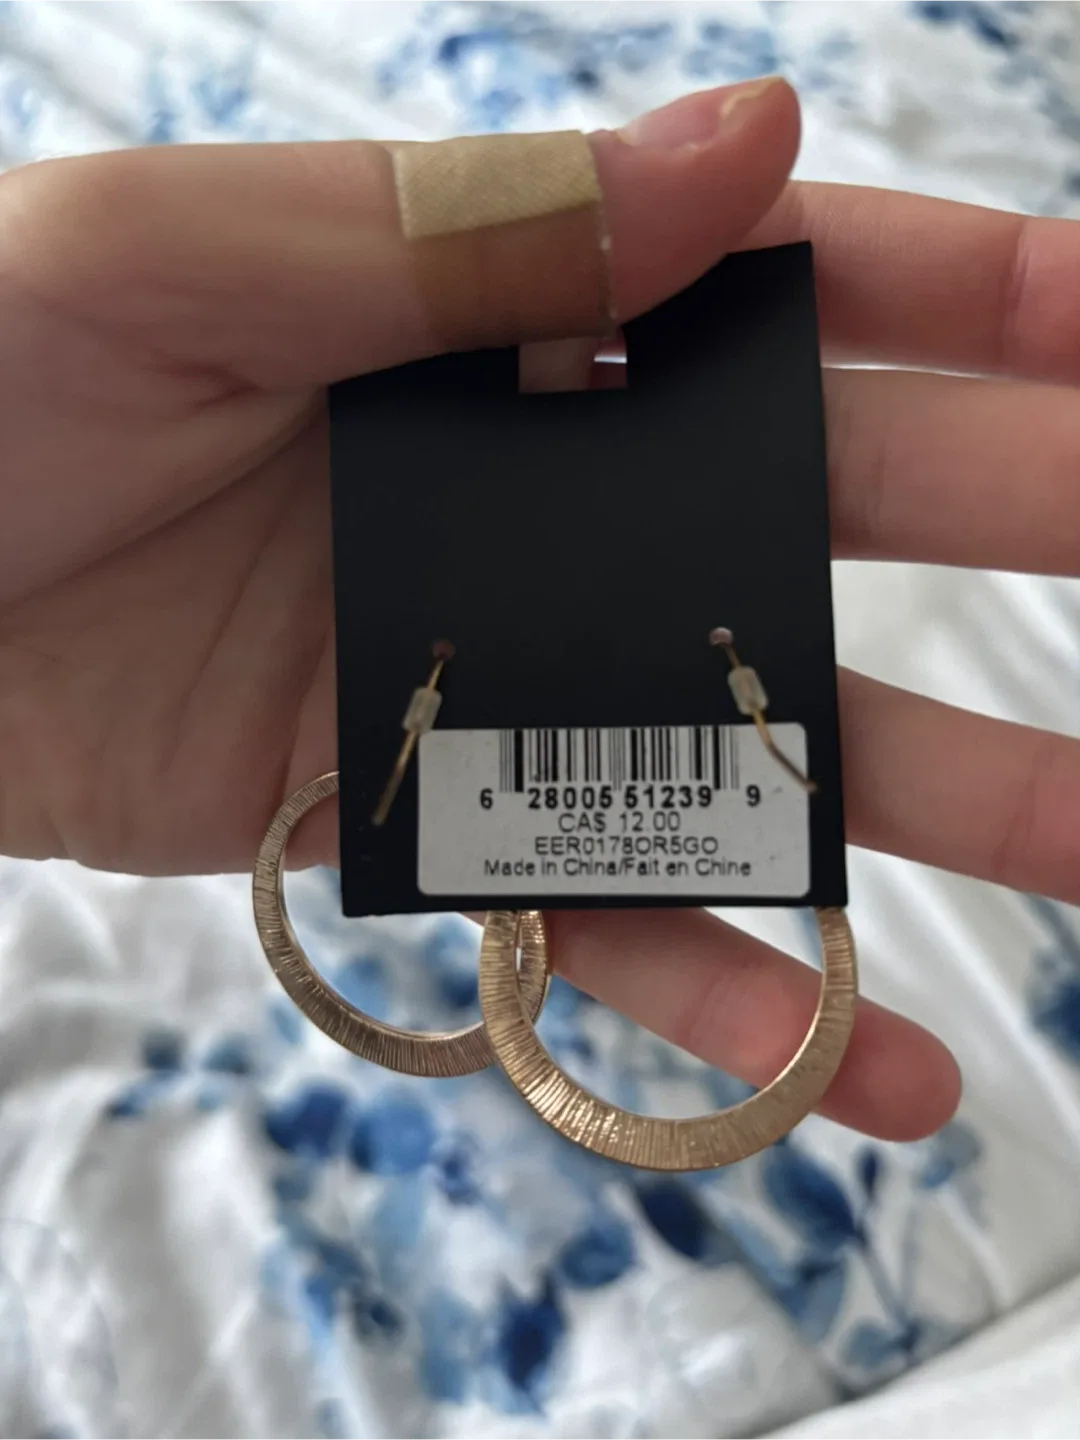 6 28005 51239 9
CA$ 12.00
EER0178OR5GO
Made in China/Fait en Chine